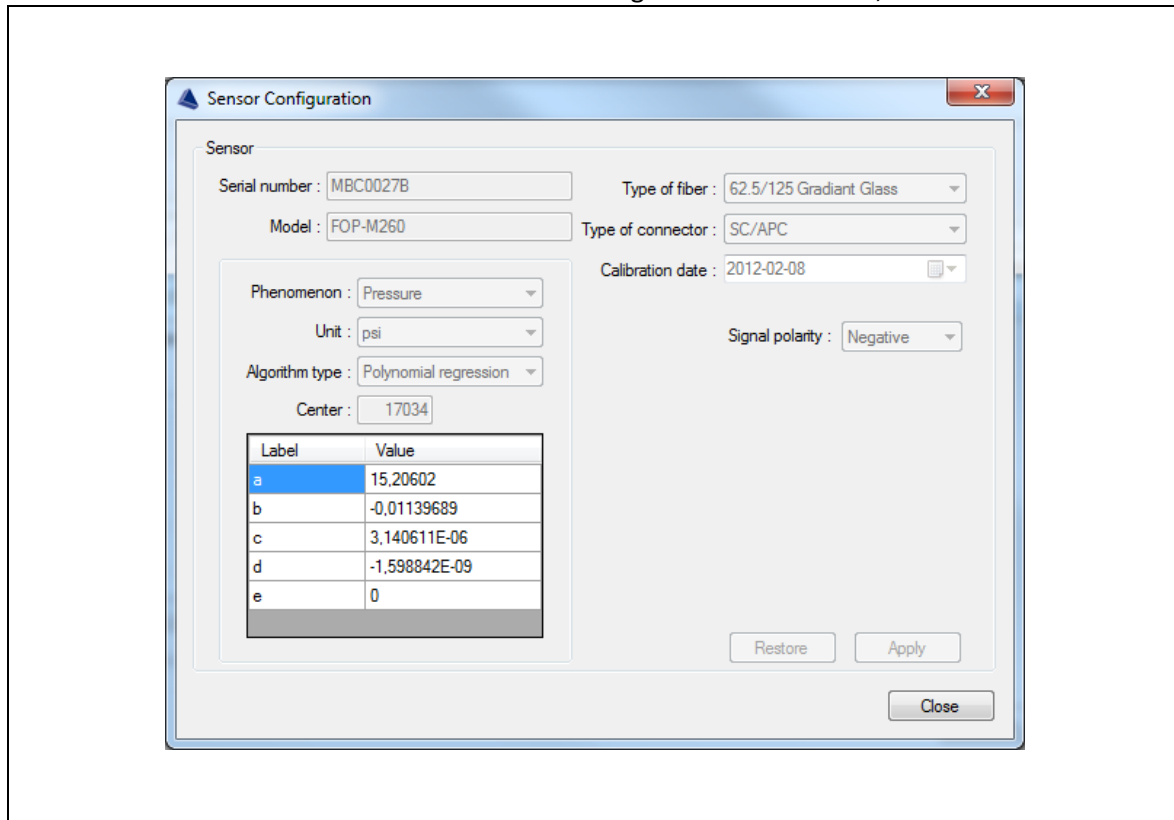 Sensor Configuration
Sensor
Serial number : MBC0027B
Model : FOP-M260
Phenomenon : Pressure
Unit : psi
Algorithm type : Polynomial regression
Center : 17034
Label Value
a 15,20602
b -0,01139689
c 3,140611E-06
d -1,598842E-09
e 0
Type of fiber : 62.5/125 Gradiant Glass
Type of connector : SC/APC
Calibration date : 2012-02-08
Signal polarity : Negative
Restore Apply
Close